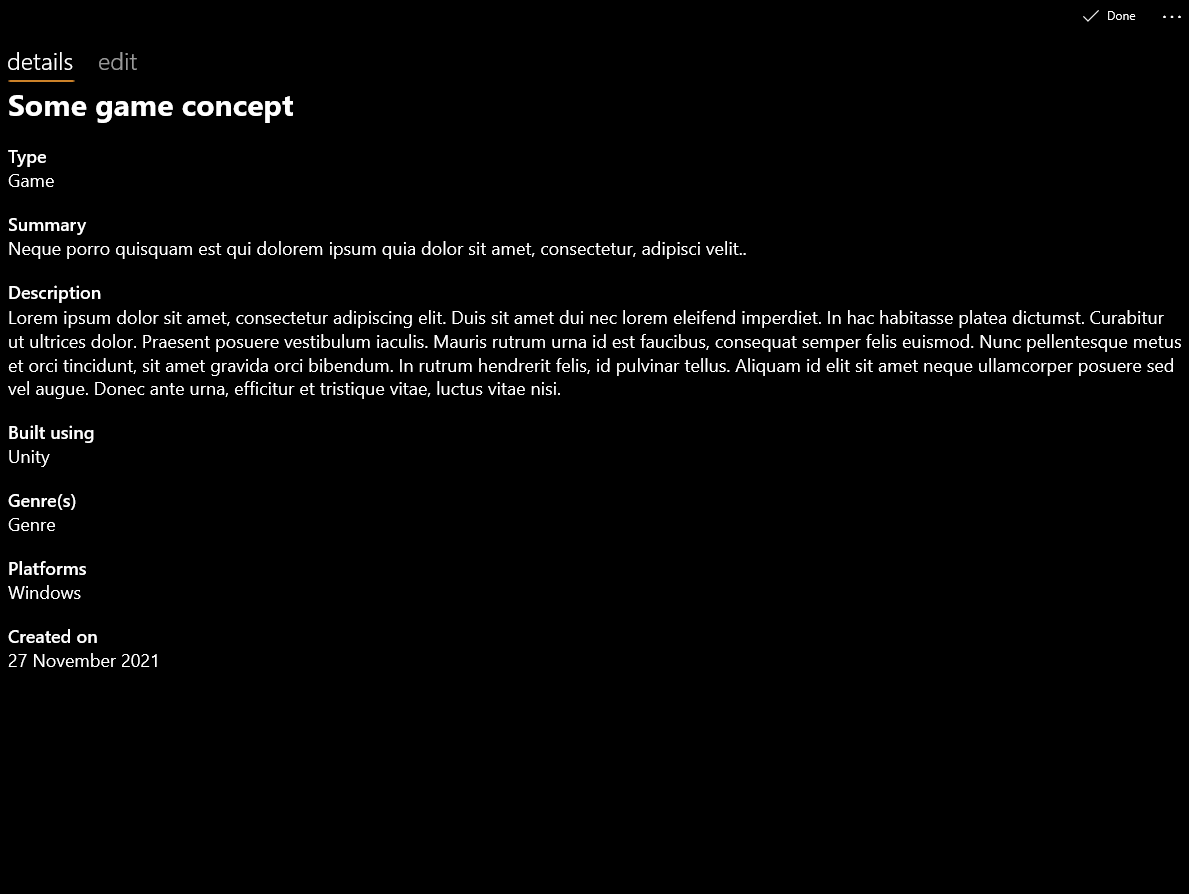 Done
details edit
Some game concept
Type
Game
Summary
Neque porro quisquam est qui dolorem ipsum quia dolor sit amet, consectetur, adipisci velit..
Description
Lorem ipsum dolor sit amet, consectetur adipiscing elit. Duis sit amet dui nec lorem eleifend imperdiet. In hac habitasse platea dictumst. Curabitur
ut ultrices dolor. Praesent posuere vestibulum iaculis. Mauris rutrum urna id est faucibus, consequat semper felis euismod. Nunc pellentesque metus
et orci tincidunt, sit amet gravida orci bibendum. In rutrum hendrerit felis, id pulvinar tellus. Aliquam id elit sit amet neque ullamcorper posuere sed
vel augue. Donec ante urna, efficitur et tristique vitae, luctus vitae nisi.
Built using
Unity
Genre(s)
Genre
Platforms
Windows
Created on
27 November 2021